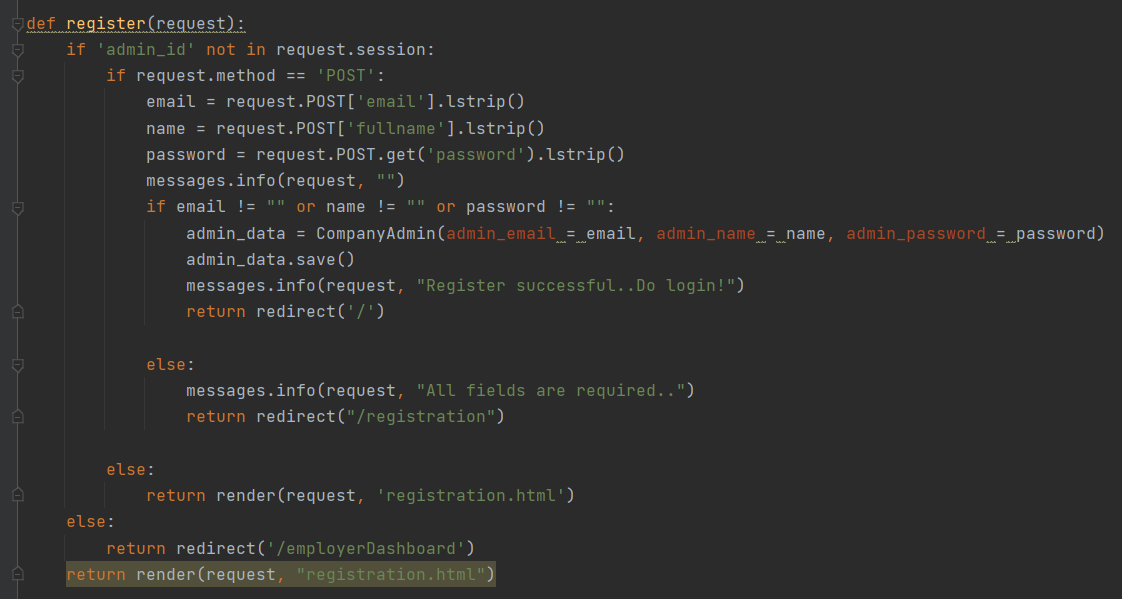 def register(request):
    if 'admin_id' not in request.session:
        if request.method == 'POST':
            email = request.POST['email'].lstrip()
            name = request.POST['fullname'].lstrip()
            password = request.POST.get('password').lstrip()
            messages.info(request, "")
            if email != "" or name != "" or password != "":
                admin_data = CompanyAdmin(admin_email = email, admin_name = name, admin_password = password)
                admin_data.save()
                messages.info(request, "Register successful..Do login!")
                return redirect('/')
            else:
                messages.info(request, "All fields are required..")
                return redirect("/registration")
        else:
            return render(request, 'registration.html')
    else:
        return redirect('/employerDashboard')
    return render(request, "registration.html")